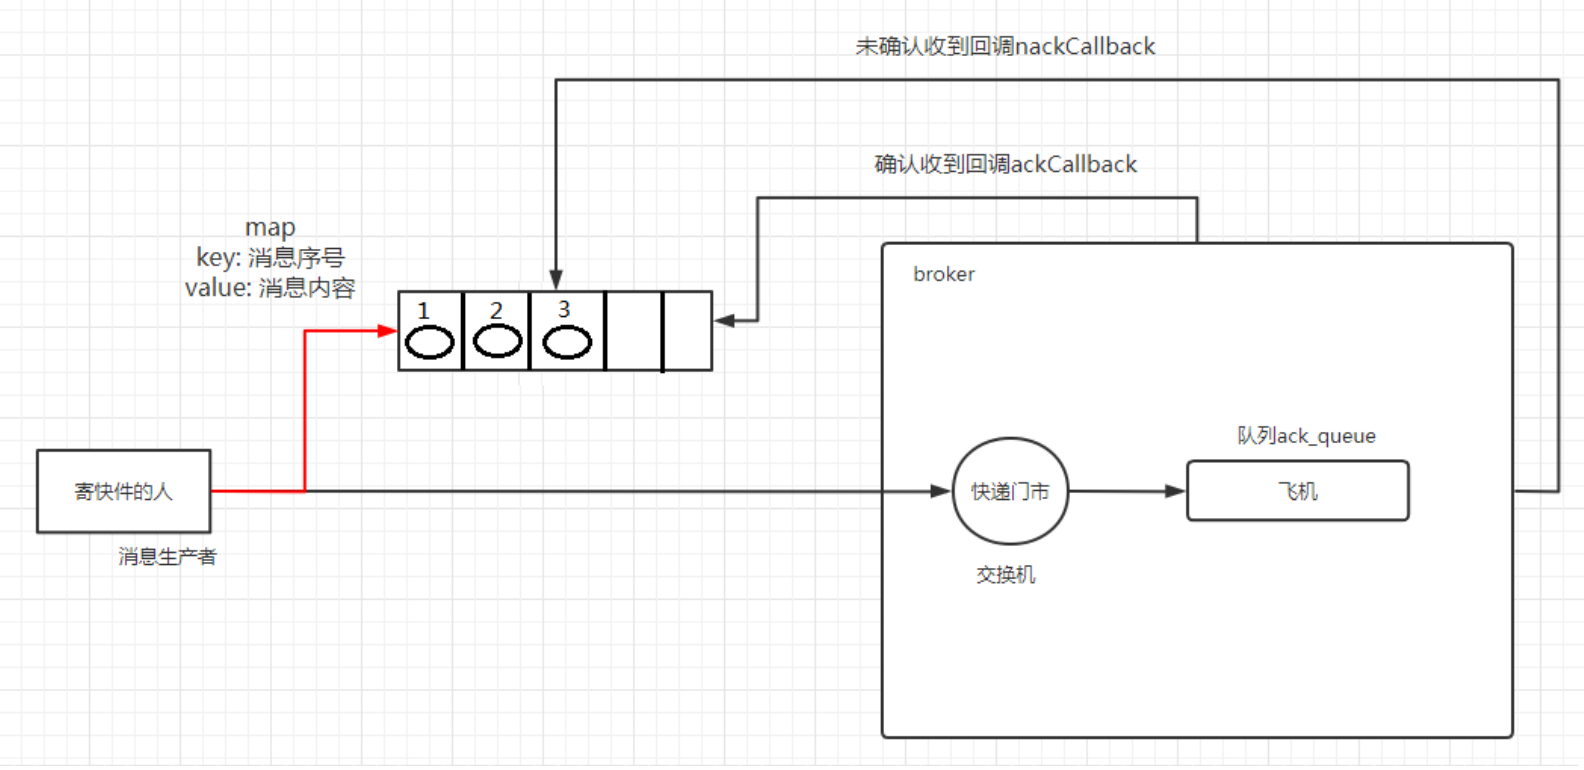 未确认收到回调nackCallback
确认收到回调ackCallback
map
key: 消息序号
value: 消息内容
1
2
3
broker
队列ack_queue
寄快件的人
快递门市
飞机
消息生产者
交换机